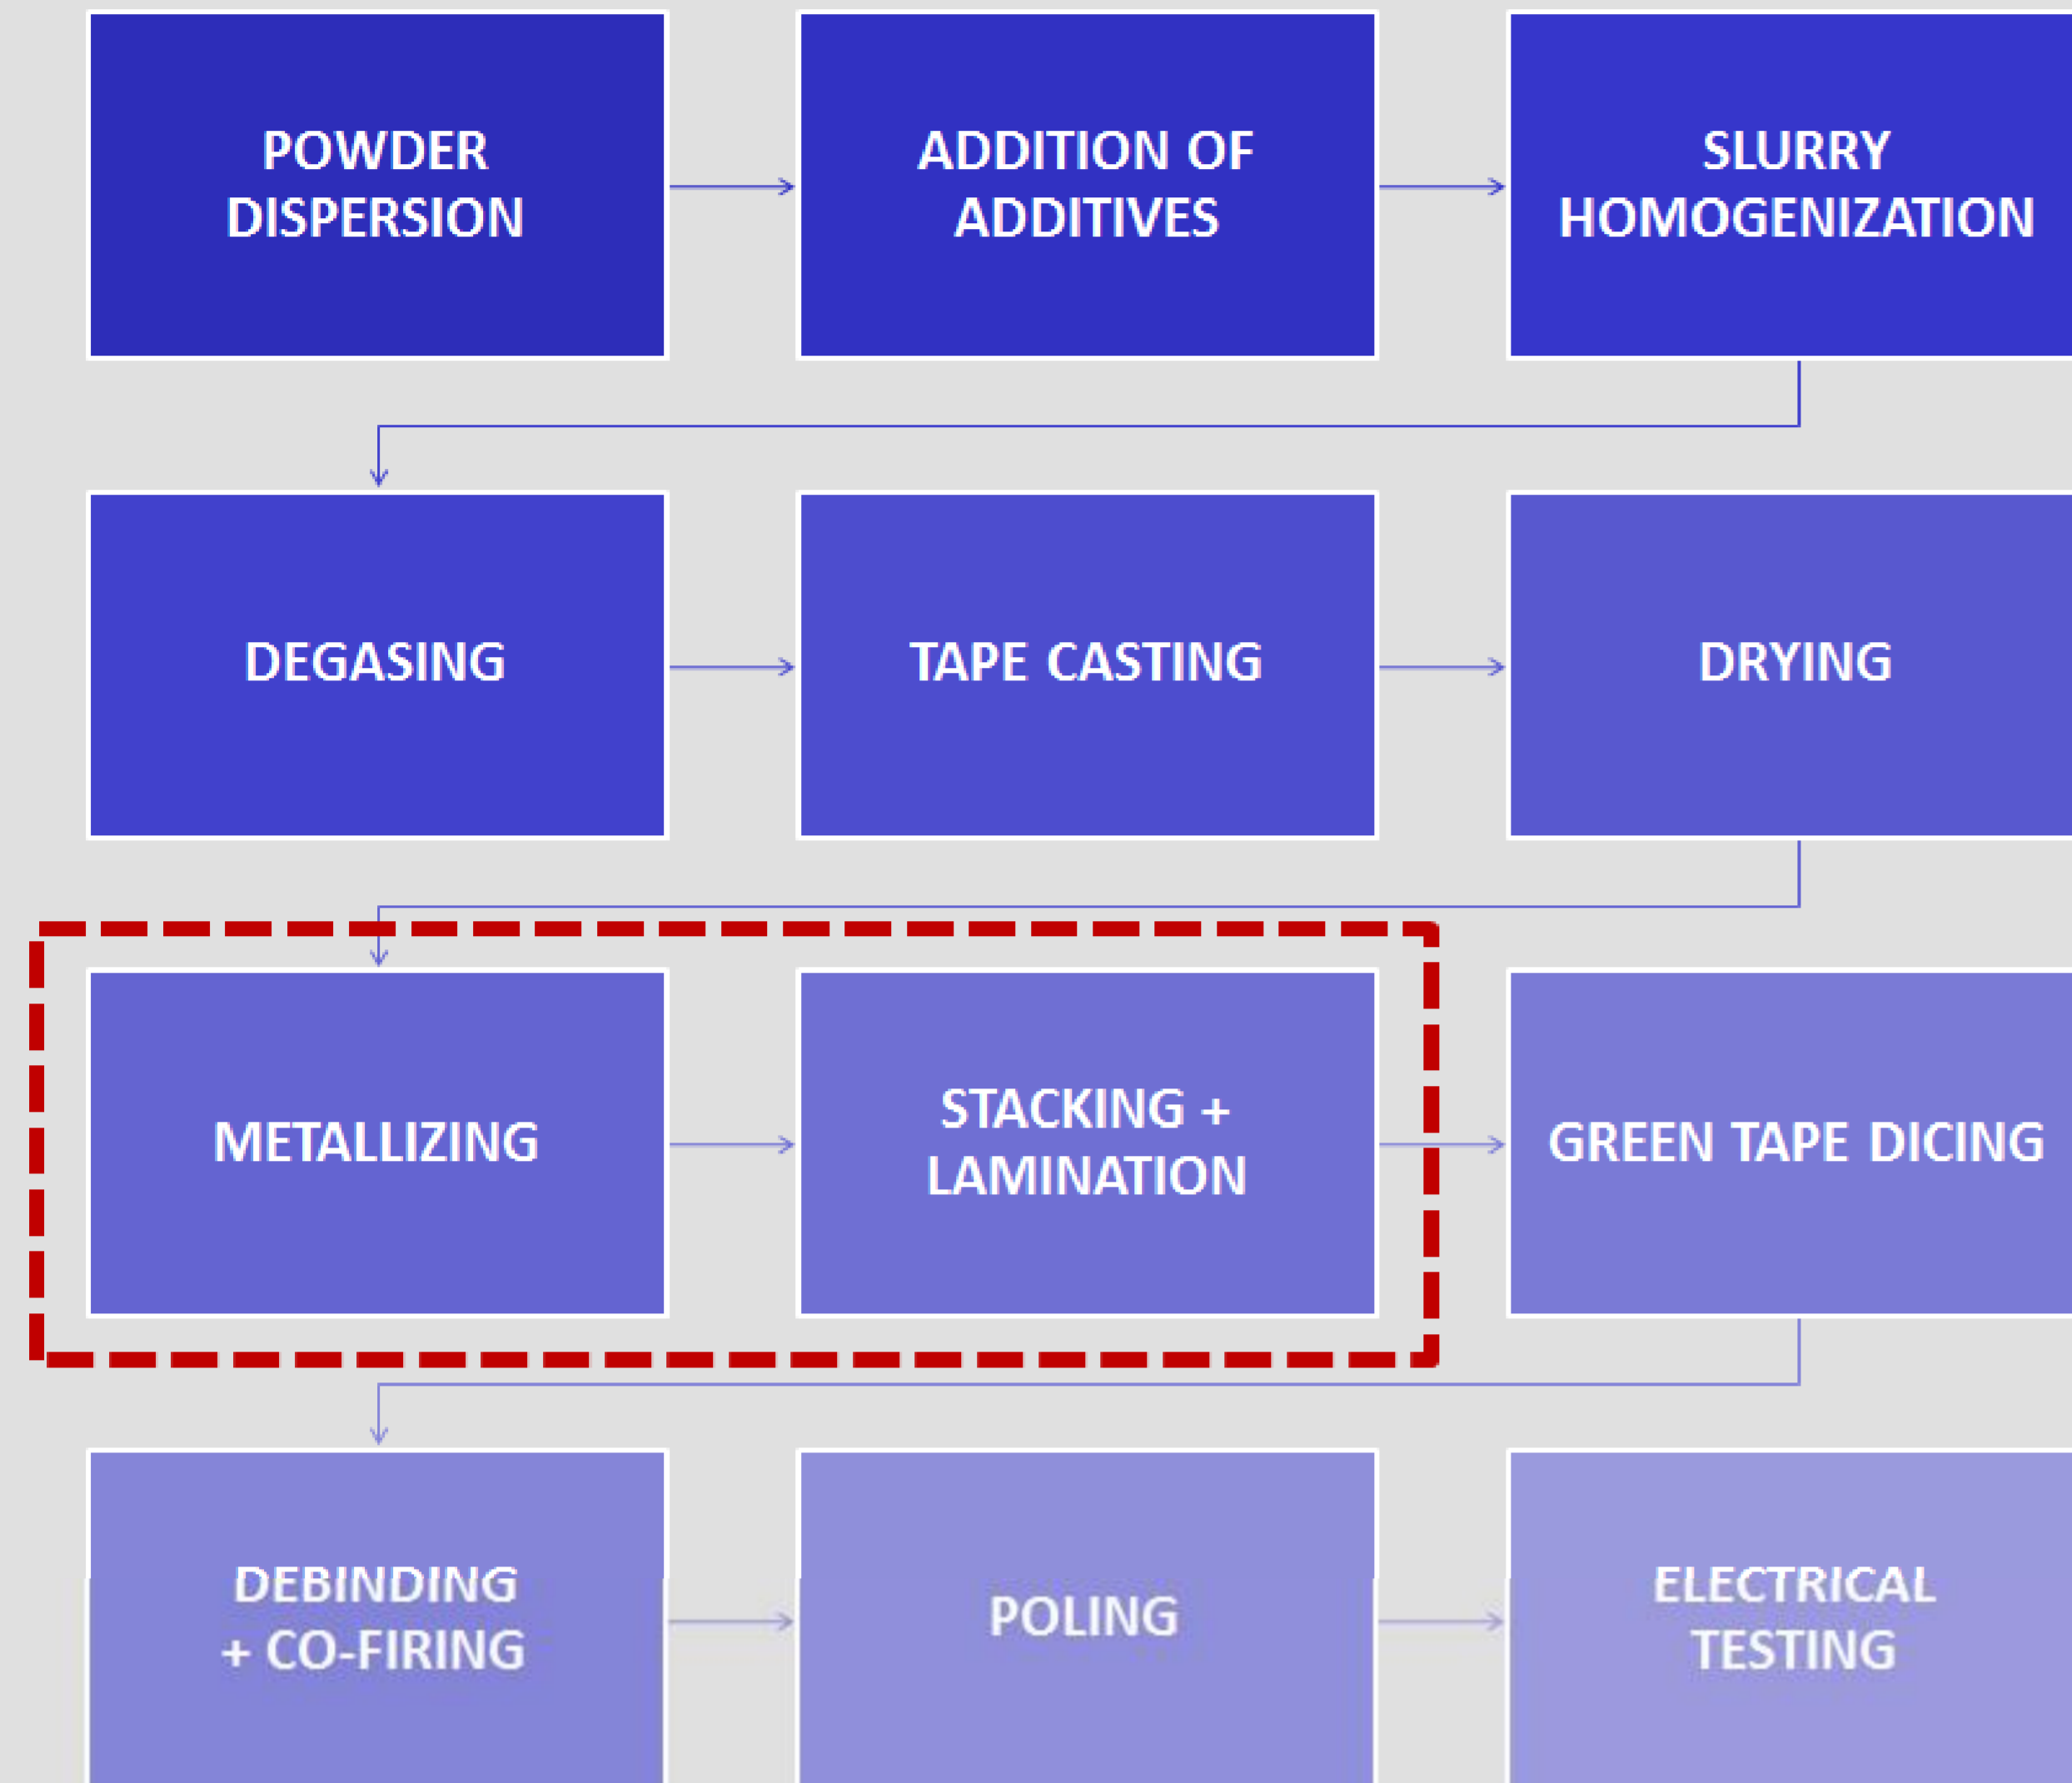 POWDER
DISPERSION
ADDITION OF
ADDITIVES
SLURRY
HOMOGENIZATION
DEGASING
TAPE CASTING
DRYING
METALLIZING
STACKING +
LAMINATION
GREEN TAPE DICING
DEBINDING
+ CO-FIRING
POLING
ELECTRICAL
TESTING